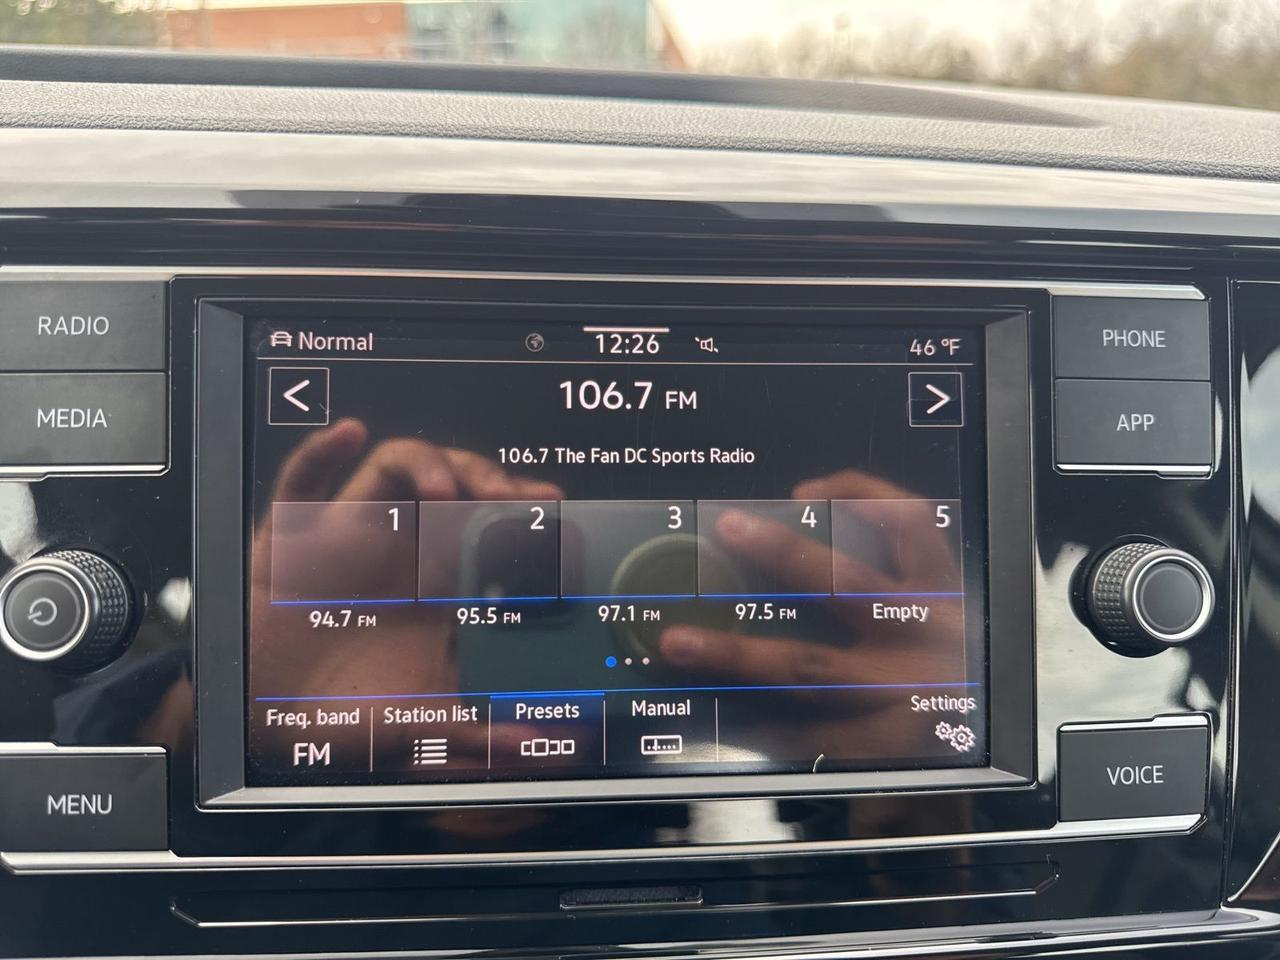 RADIO
MEDIA
MENU
Normal
12:26
46 °F
<
106.7 FM
>
106.7 The Fan DC Sports Radio
1
2
3
4
5
94.7 FM
95.5 FM
97.1 FM
97.5 FM
Empty
Freq. band
FM
Station list
Presets
Manual
Settings
PHONE
APP
VOICE